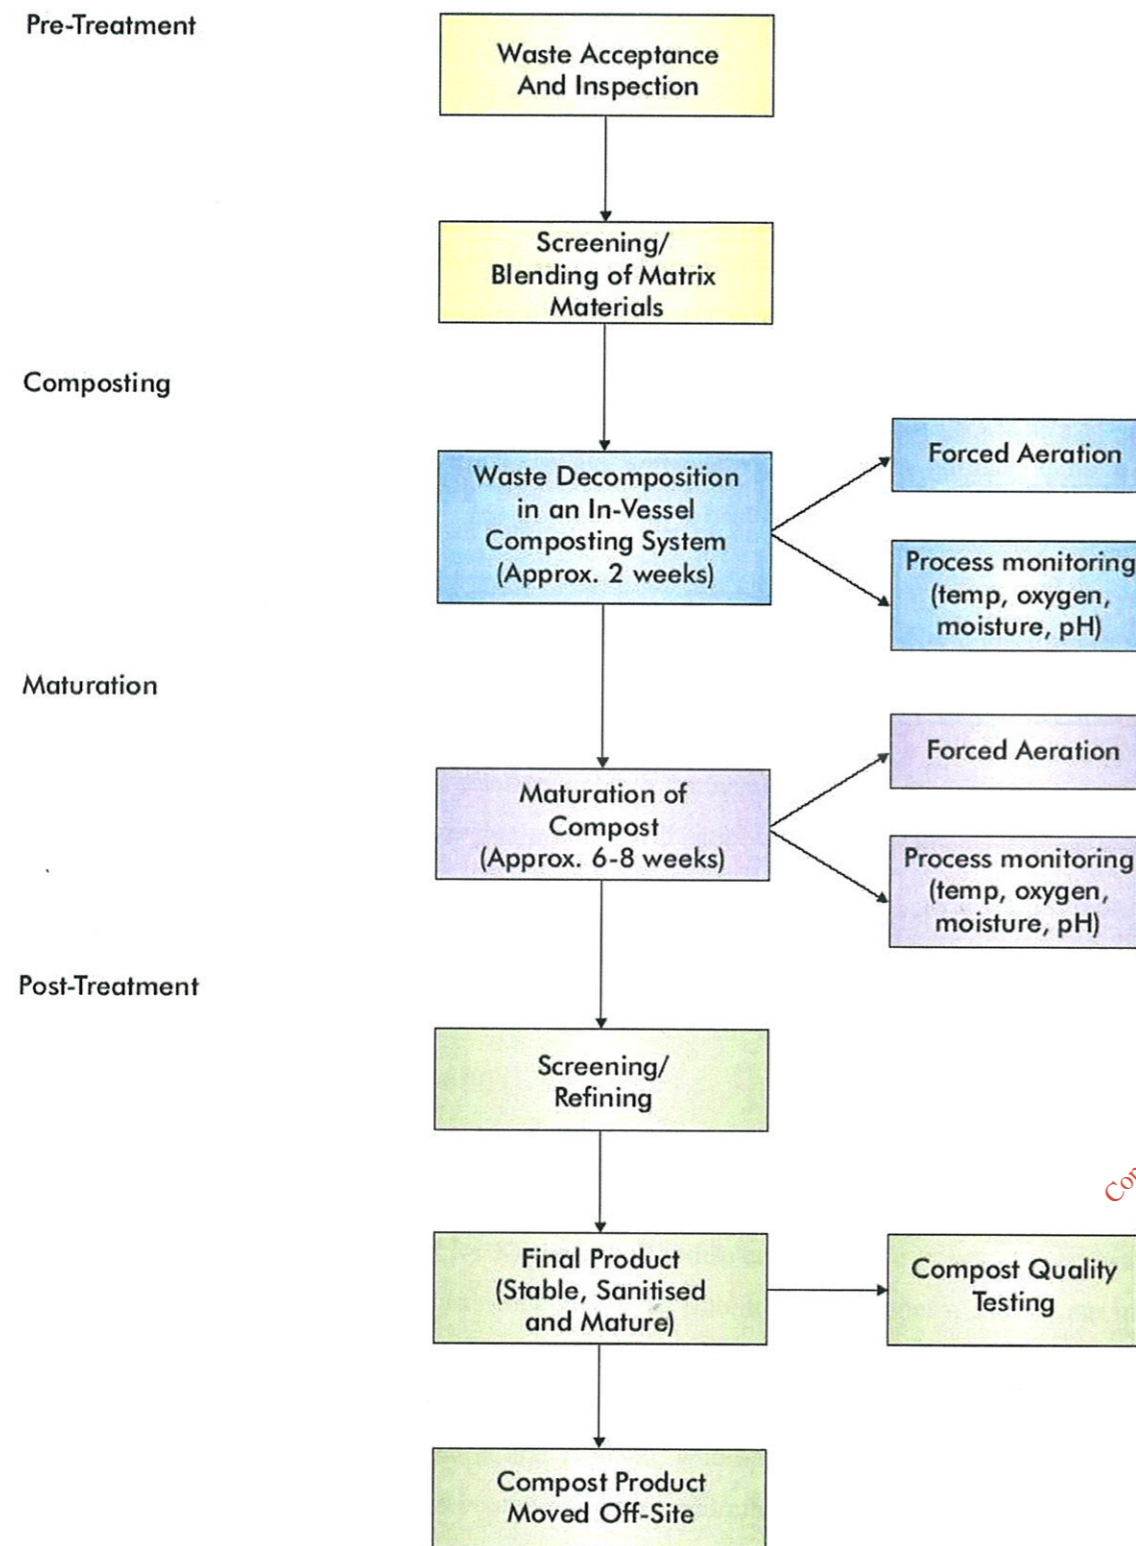 Pre-Treatment
Waste Acceptance
And Inspection
Screening/
Blending of Matrix
Materials
Composting
Waste Decomposition
in an In-Vessel
Composting System
(Approx. 2 weeks)
Forced Aeration
Process monitoring
(temp, oxygen,
moisture, pH)
Maturation
Maturation of
Compost
(Approx. 6-8 weeks)
Forced Aeration
Process monitoring
(temp, oxygen,
moisture, pH)
Post-Treatment
Screening/
Refining
Final Product
(Stable, Sanitised
and Mature)
Compost Quality
Testing
Compost Product
Moved Off-Site